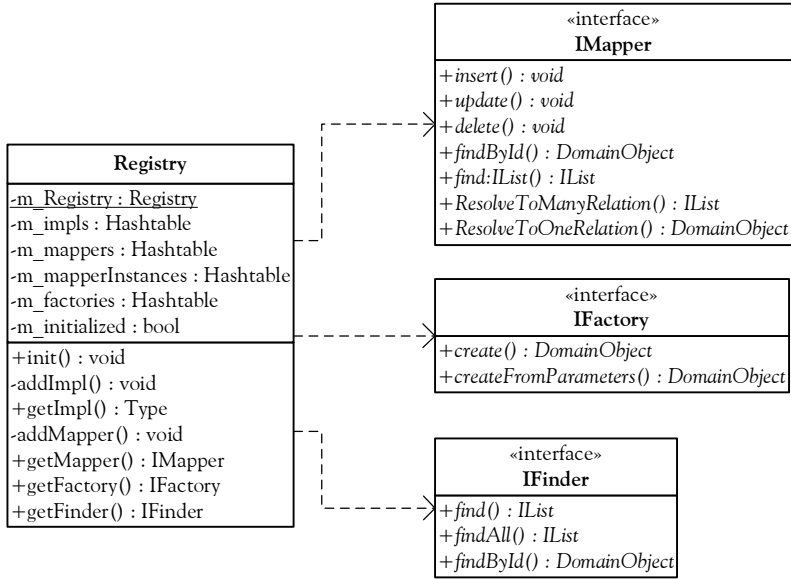 «interface»
IMapper
+insert() : void
+update() : void
+delete() : void
+findById() : DomainObject
+find:IList() : IList
+ResolveToManyRelation() : IList
+ResolveToOneRelation() : DomainObject
Registry
-m_Registry : Registry
-m_impls : Hashtable
-m_mappers : Hashtable
-m_mapperInstances : Hashtable
-m_factories : Hashtable
-m_initialized : bool
+init() : void
-addImpl() : void
+getImpl() : Type
-addMapper() : void
+getMapper() : IMapper
+getFactory() : IFactory
+getFinder() : IFinder
«interface»
IFactory
+create() : DomainObject
+createFromParameters() : DomainObject
«interface»
IFinder
+find() : IList
+findAll() : IList
+findById() : DomainObject